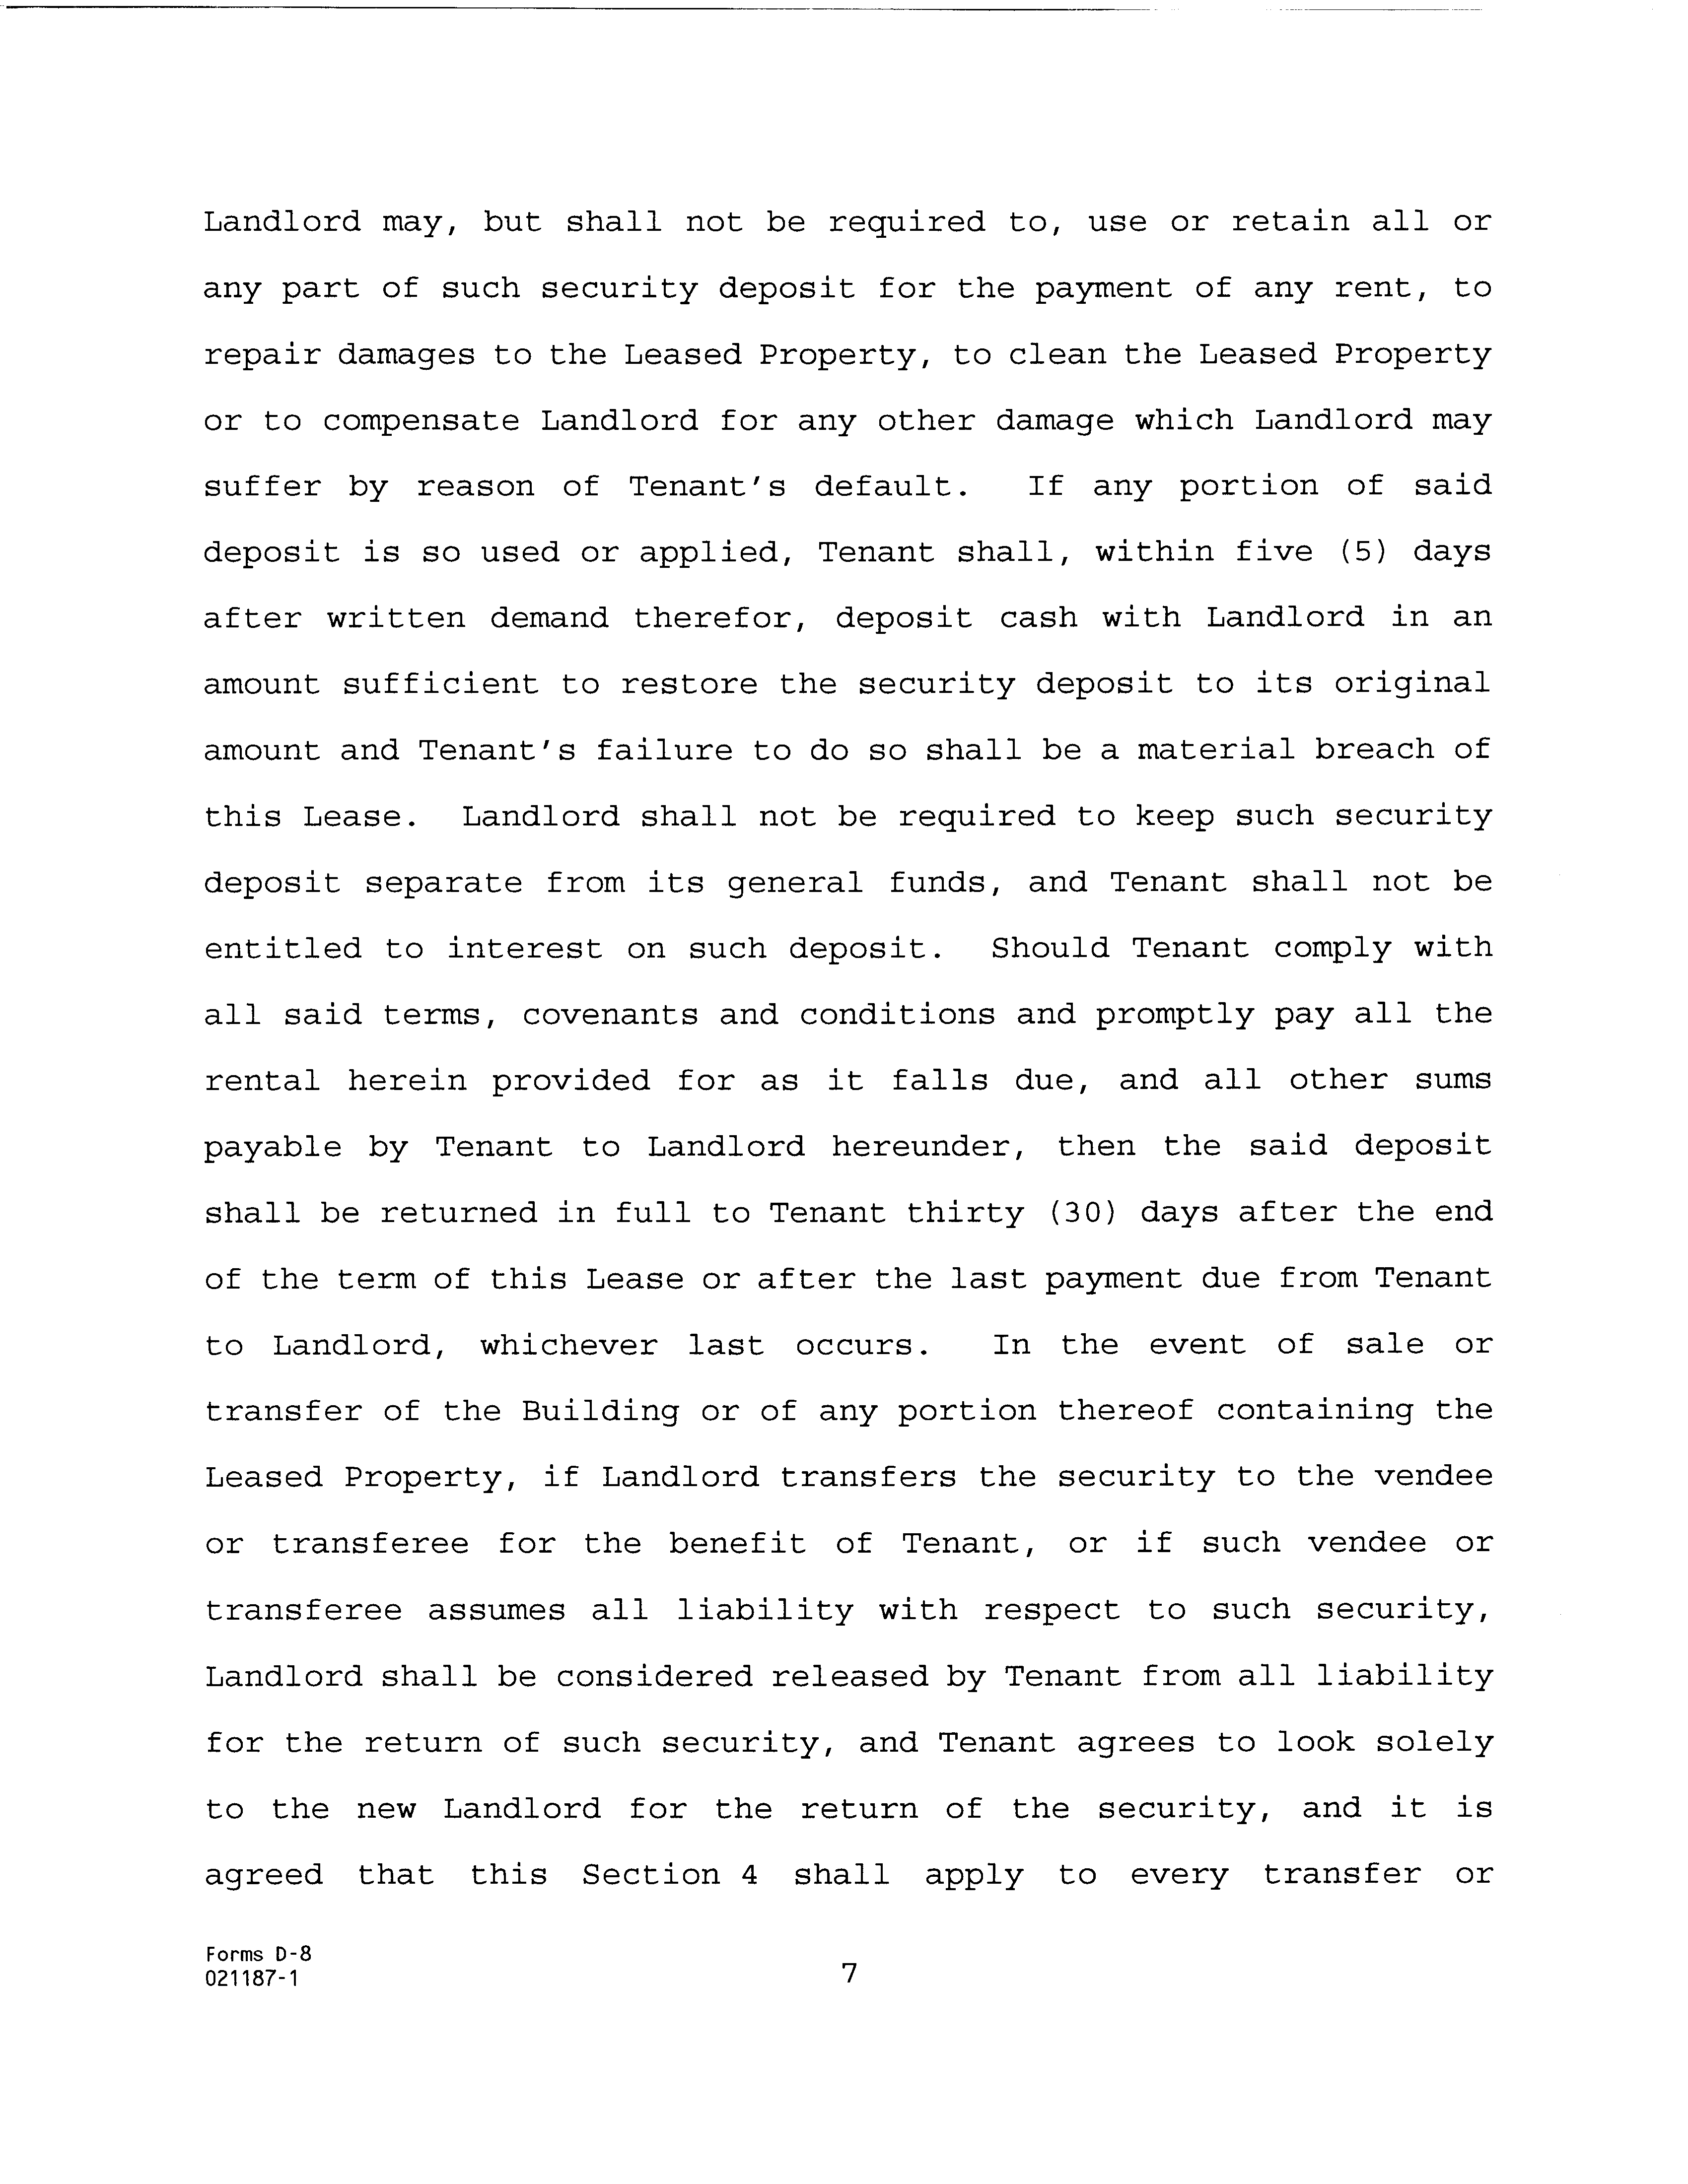 Landlord may, but shall not be required to, use or retain all or
any part of such security deposit for the payment of any rent, to
repair damages to the Leased Property, to clean the Leased Property
or to compensate Landlord for any other damage which Landlord may
suffer by reason of Tenant's default. If any portion of said
deposit is so used or applied, Tenant shall, within five (5) days
after written demand therefor, deposit cash with Landlord in an
amount sufficient to restore the security deposit to its original
amount and Tenant's failure to do so shall be a material breach of
this Lease. Landlord shall not be required to keep such security
deposit separate from its general funds, and Tenant shall not be
entitled to interest on such deposit. Should Tenant comply with
all said terms, covenants and conditions and promptly pay all the
rental herein provided for as it falls due, and all other sums
payable by Tenant to Landlord hereunder, then the said deposit
shall be returned in full to Tenant thirty (30) days after the end
of the term of this Lease or after the last payment due from Tenant
to Landlord, whichever last occurs. In the event of sale or
transfer of the Building or of any portion thereof containing the
Leased Property, if Landlord transfers the security to the vendee
or transferee for the benefit of Tenant, or if such vendee or
transferee assumes all liability with respect to such security,
Landlord shall be considered released by Tenant from all liability
for the return of such security, and Tenant agrees to look solely
to the new Landlord for the return of the security, and it is
agreed that this Section 4 shall apply to every transfer or
Forms D-8
021187-1
7